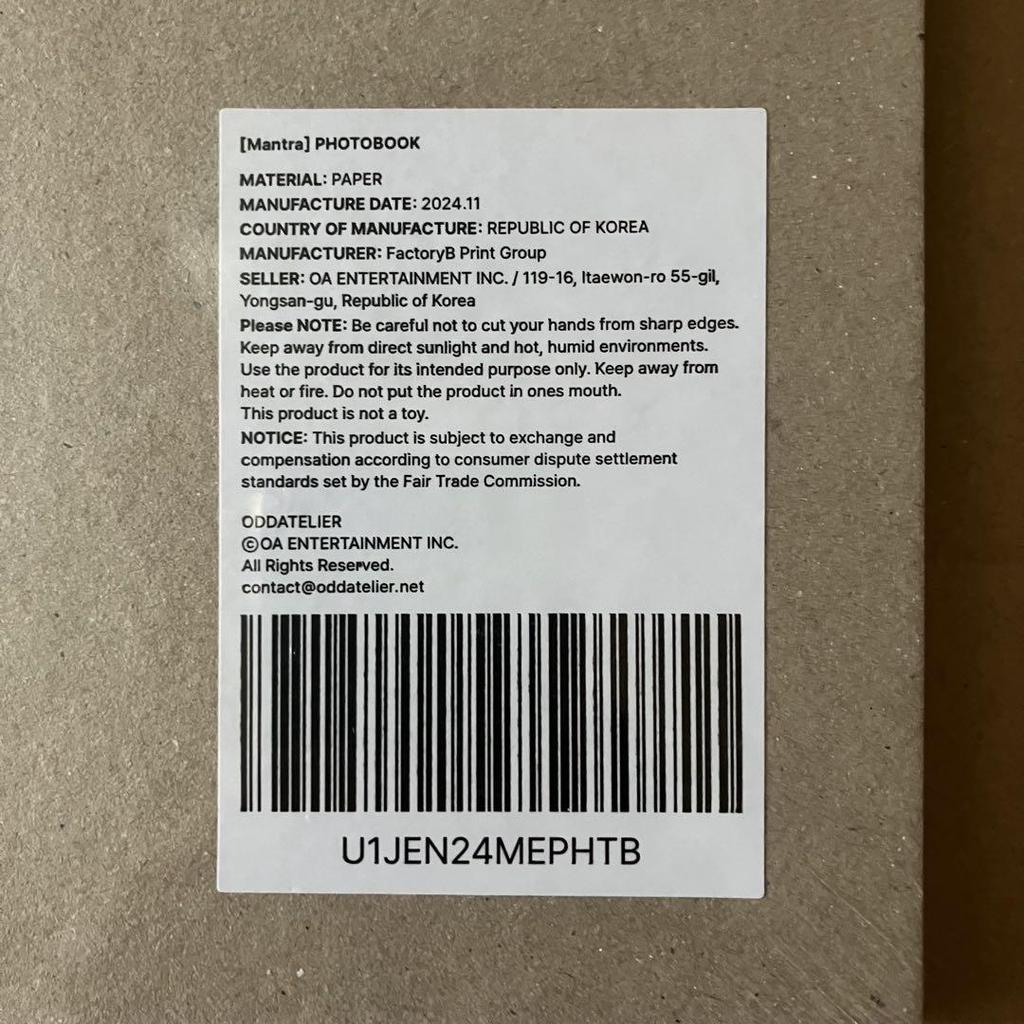 [Mantra] PHOTOBOOK
MATERIAL: PAPER
MANUFACTURE DATE: 2024.11
COUNTRY OF MANUFACTURE: REPUBLIC OF KOREA
MANUFACTURER: FactoryB Print Group
SELLER: OA ENTERTAINMENT INC. / 119-16, Itaewon-ro 55-gil,
Yongsan-gu, Republic of Korea
Please NOTE: Be careful not to cut your hands from sharp edges.
Keep away from direct sunlight and hot, humid environments.
Use the product for its intended purpose only. Keep away from
heat or fire. Do not put the product in ones mouth.
This product is not a toy.
NOTICE: This product is subject to exchange and
compensation according to consumer dispute settlement
standards set by the Fair Trade Commission.
ODDATELIER
©OA ENTERTAINMENT INC.
All Rights Reserved.
contact@oddatelier.net
U1JEN24MEPHTB